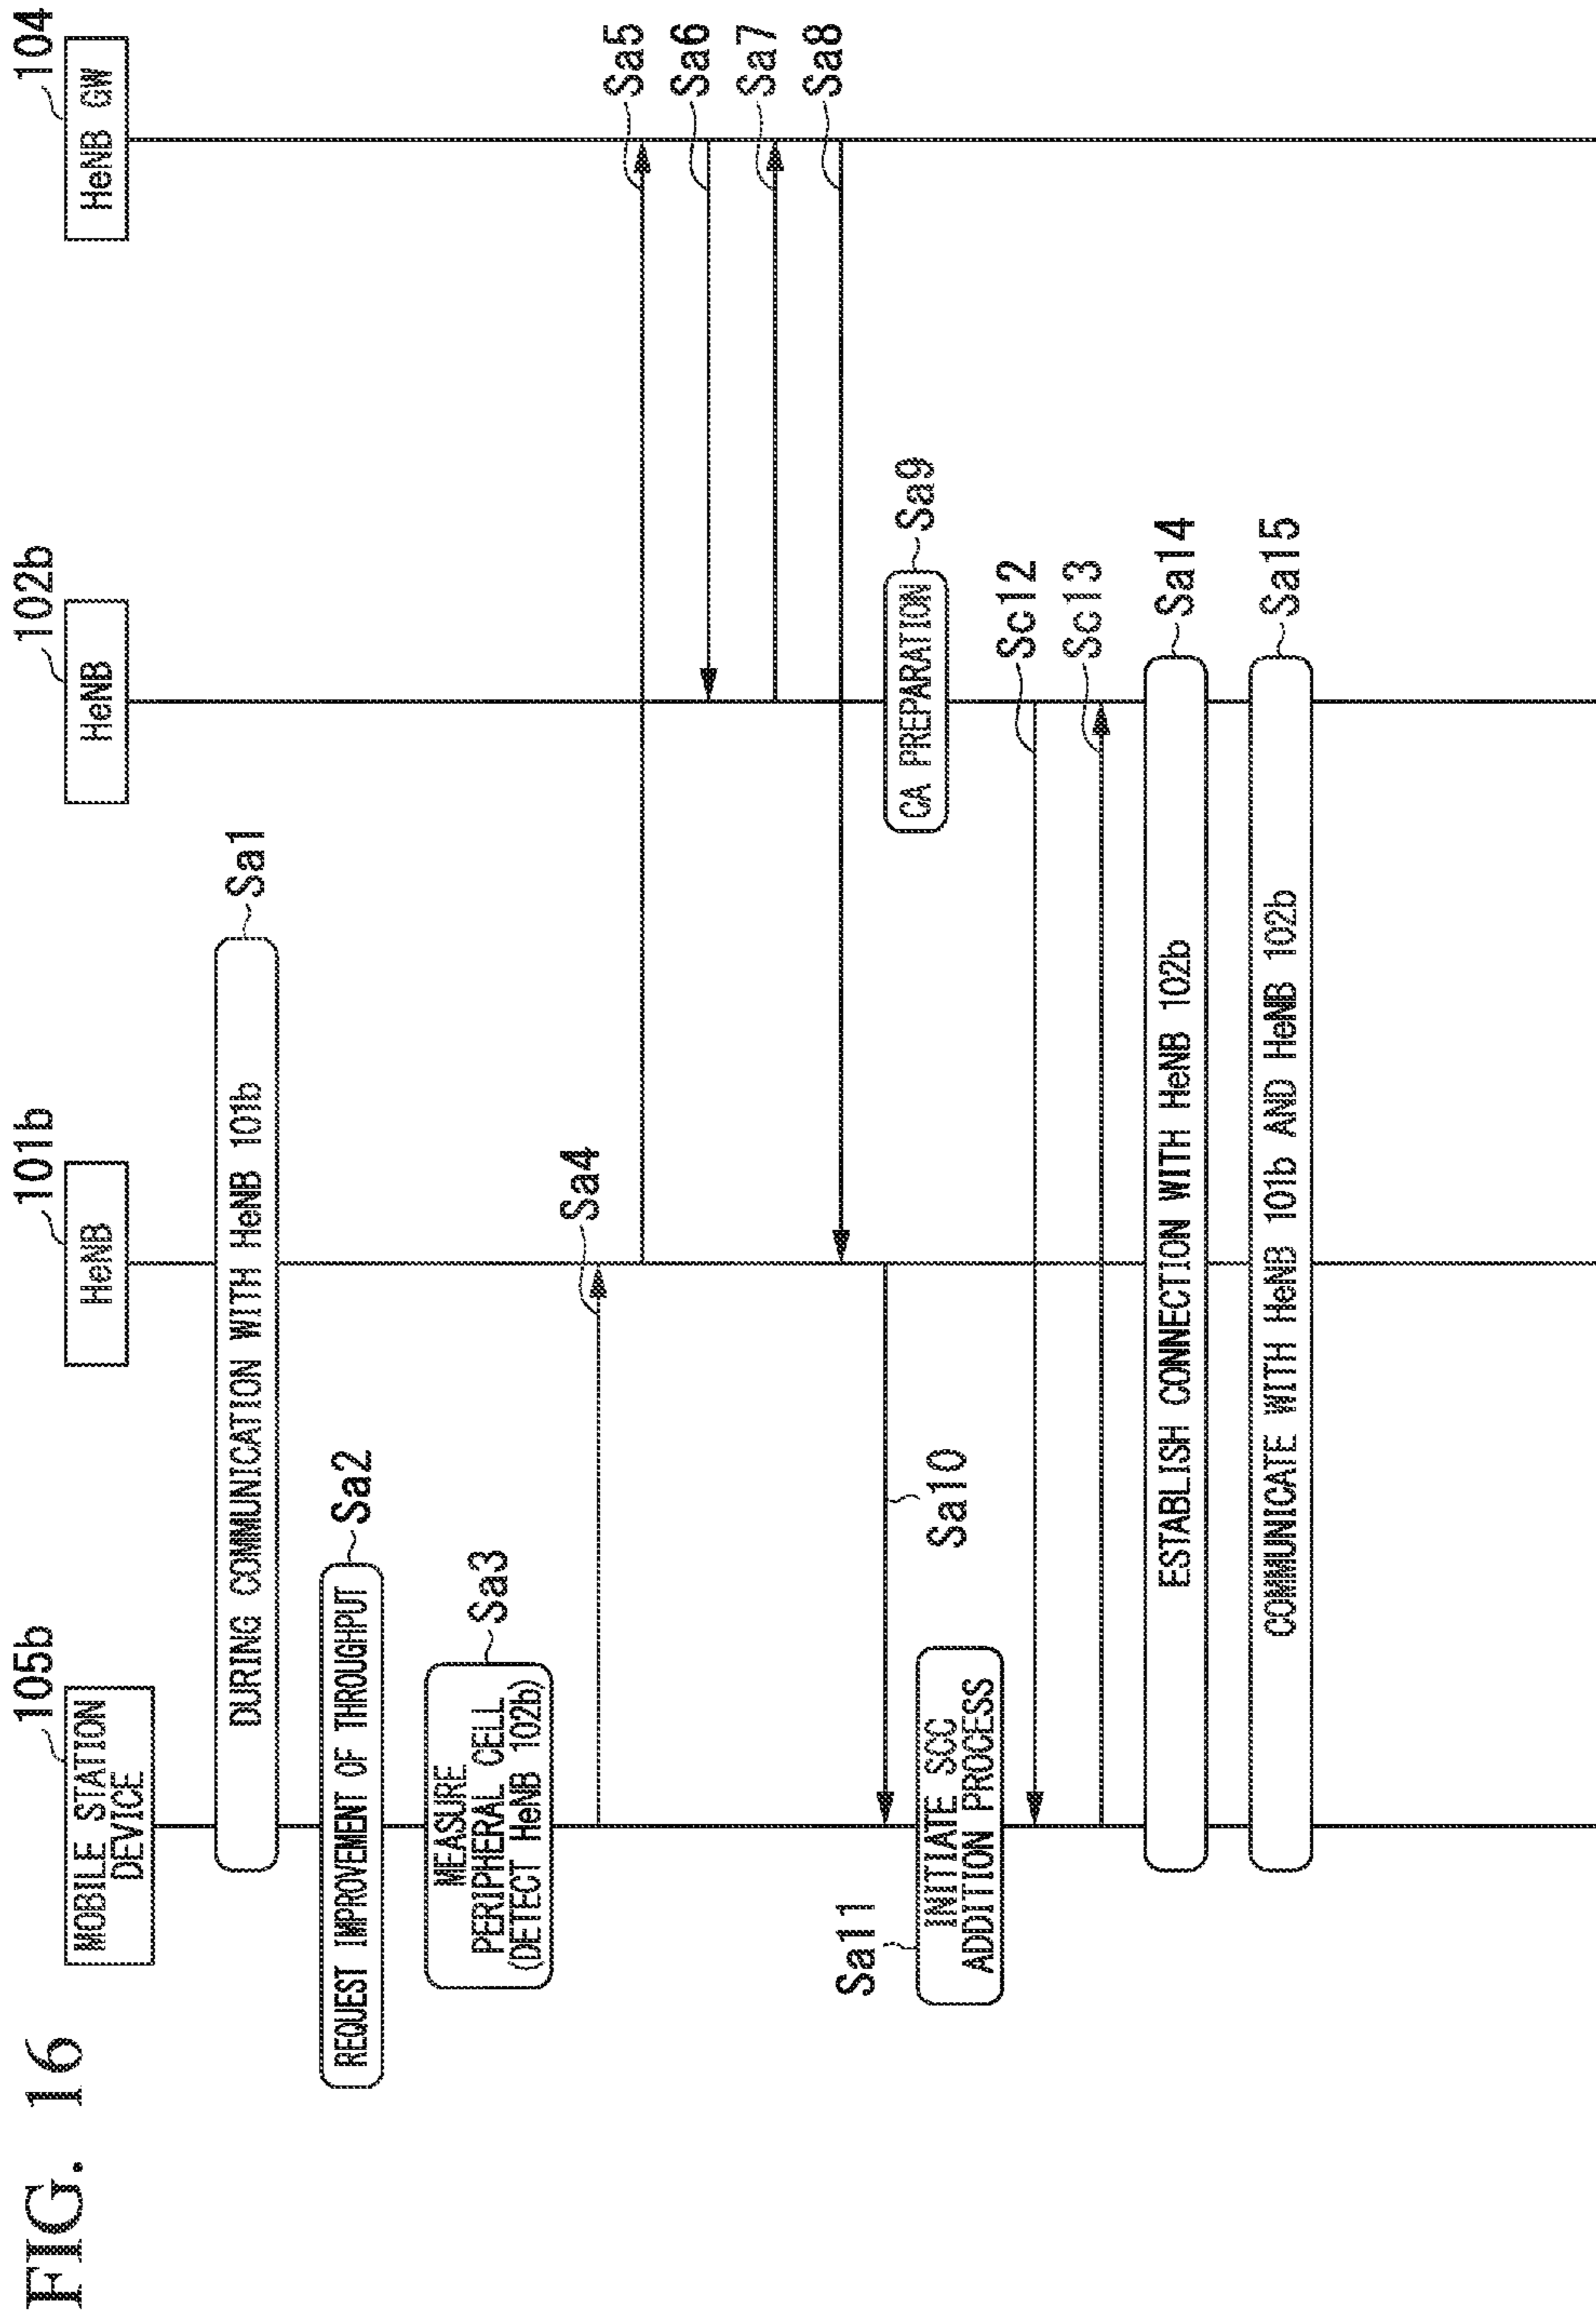 FIG. 16
105b
MOBILE STATION
DEVICE
101b
HeNB
102b
HeNB
104
HeNB GW
DURING COMMUNICATION WITH HeNB 101b
Sa1
REQUEST IMPROVEMENT OF THROUGHPUT
Sa2
MEASURE
PERIPHERAL CELL
(DETECT HeNB 102b)
Sa3
Sa4
Sa5
Sa6
Sa7
Sa8
CA PREPARATION
Sa9
Sa10
Sa11
INITIATE SCC
ADDITION PROCESS
Sc12
Sc13
ESTABLISH CONNECTION WITH HeNB 102b
Sa14
COMMUNICATE WITH HeNB 101b AND HeNB 102b
Sa15